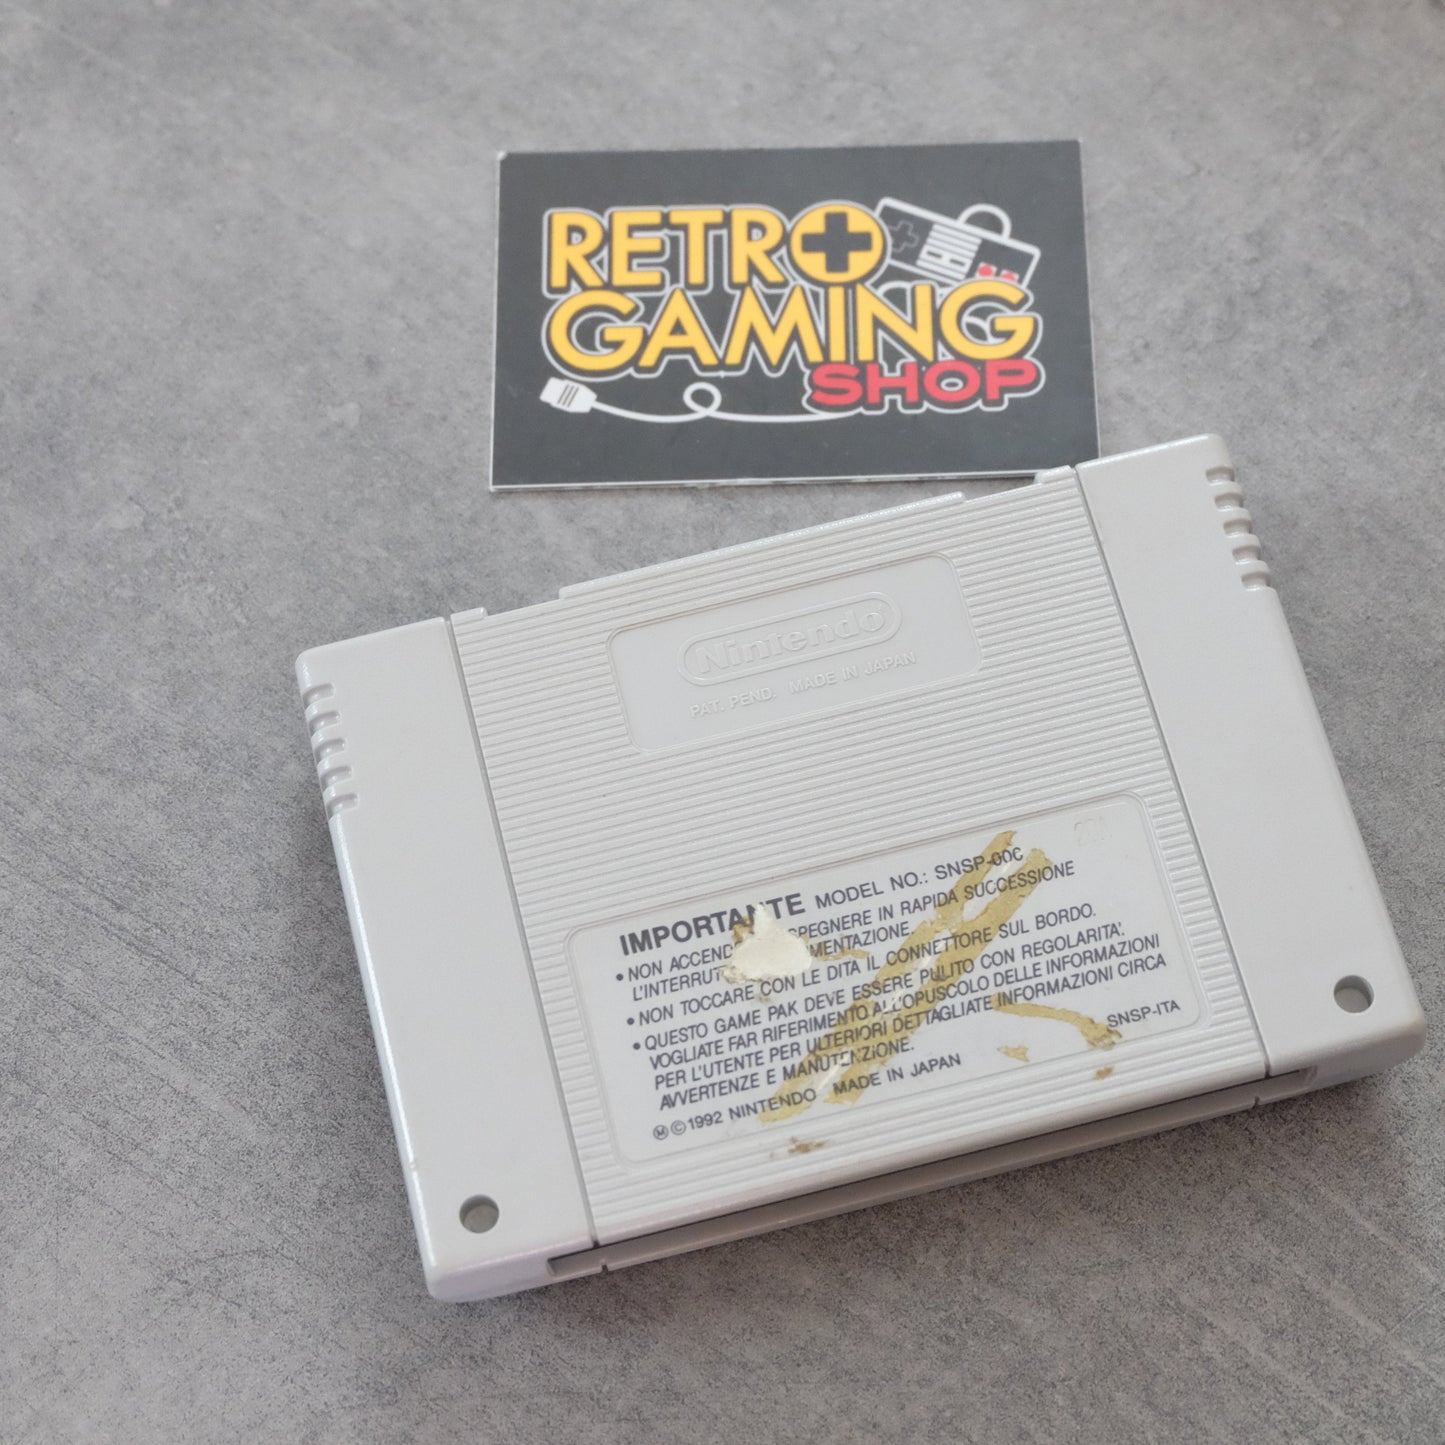 RETRO
GAMING
SHOP
Nintendo
PAT. PEND. MADE IN JAPAN
22A
IMPORTANTE MODEL NO.: SNSP-006
• NON ACCEND SPEGNERE IN RAPIDA SUCCESSIONE
L'INTERRUT MENTAZIONE.
• NON TOCCARE CON LE DITA IL CONNETTORE SUL BORDO.
• QUESTO GAME PAK DEVE ESSERE PULITO CON REGOLARITA'.
VOGLIATE FAR RIFERIMENTO ALL'OPUSCOLO DELLE INFORMAZIONI
PER L'UTENTE PER ULTERIORI DETTAGLIATE INFORMAZIONI CIRCA
AVVERTENZE E MANUTENZIONE.
SNSP-ITA
Ⓜ © 1992 NINTENDO MADE IN JAPAN